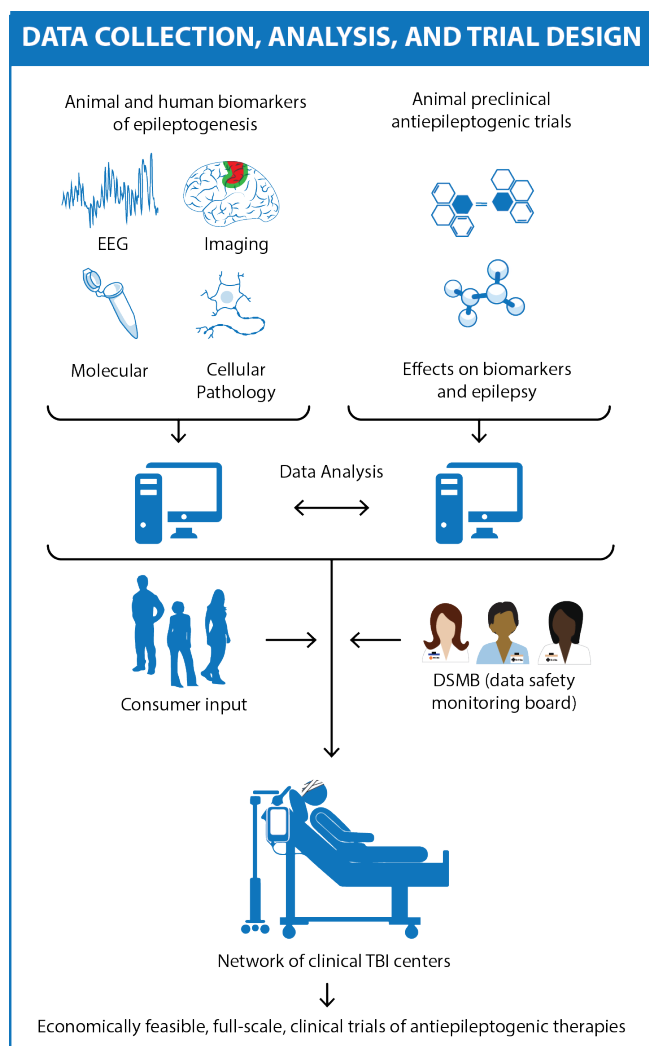 DATA COLLECTION, ANALYSIS, AND TRIAL DESIGN
Animal and human biomarkers
of epileptogenesis
EEG
Imaging
Molecular
Cellular
Pathology
Animal preclinical
antiepileptogenic trials
Effects on biomarkers
and epilepsy
Data Analysis
Consumer input
DSMB (data safety
monitoring board)
Network of clinical TBI centers
Economically feasible, full-scale, clinical trials of antiepileptogenic therapies